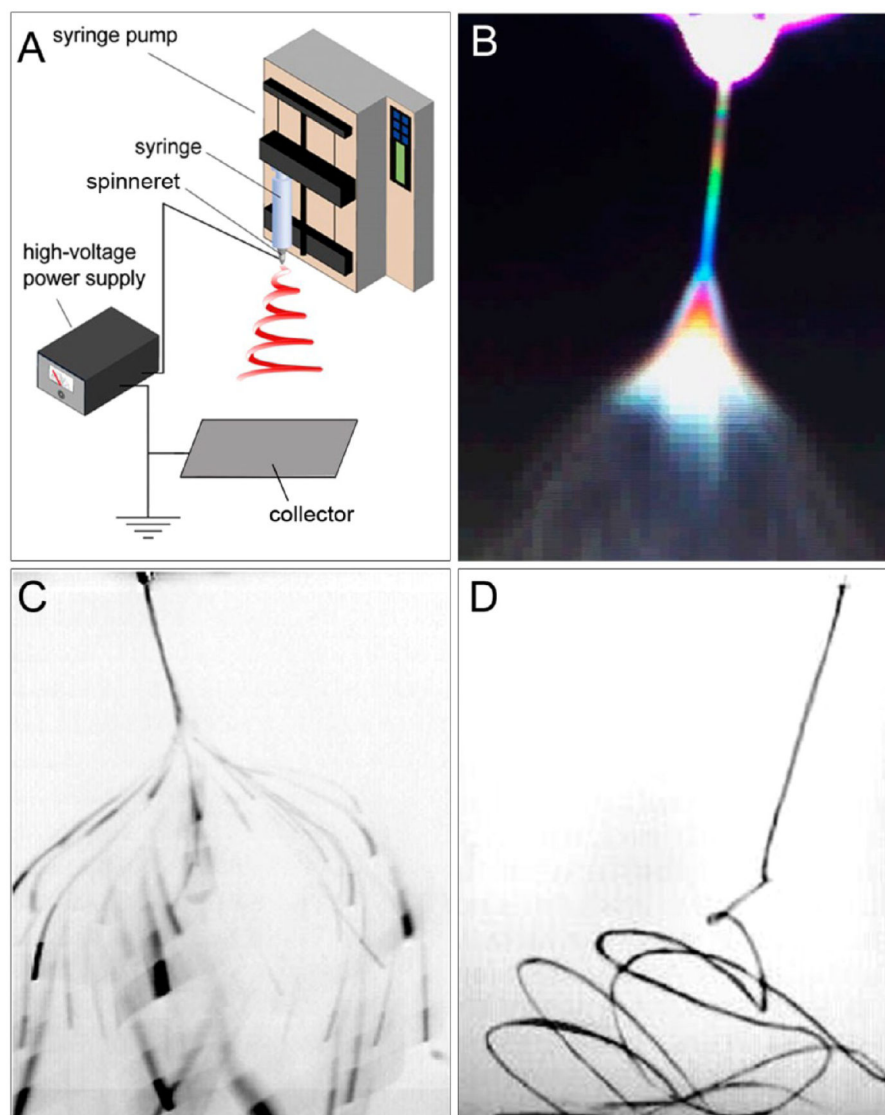 A
syringe pump
syringe
spinneret
high-voltage
power supply
collector
B
C
D